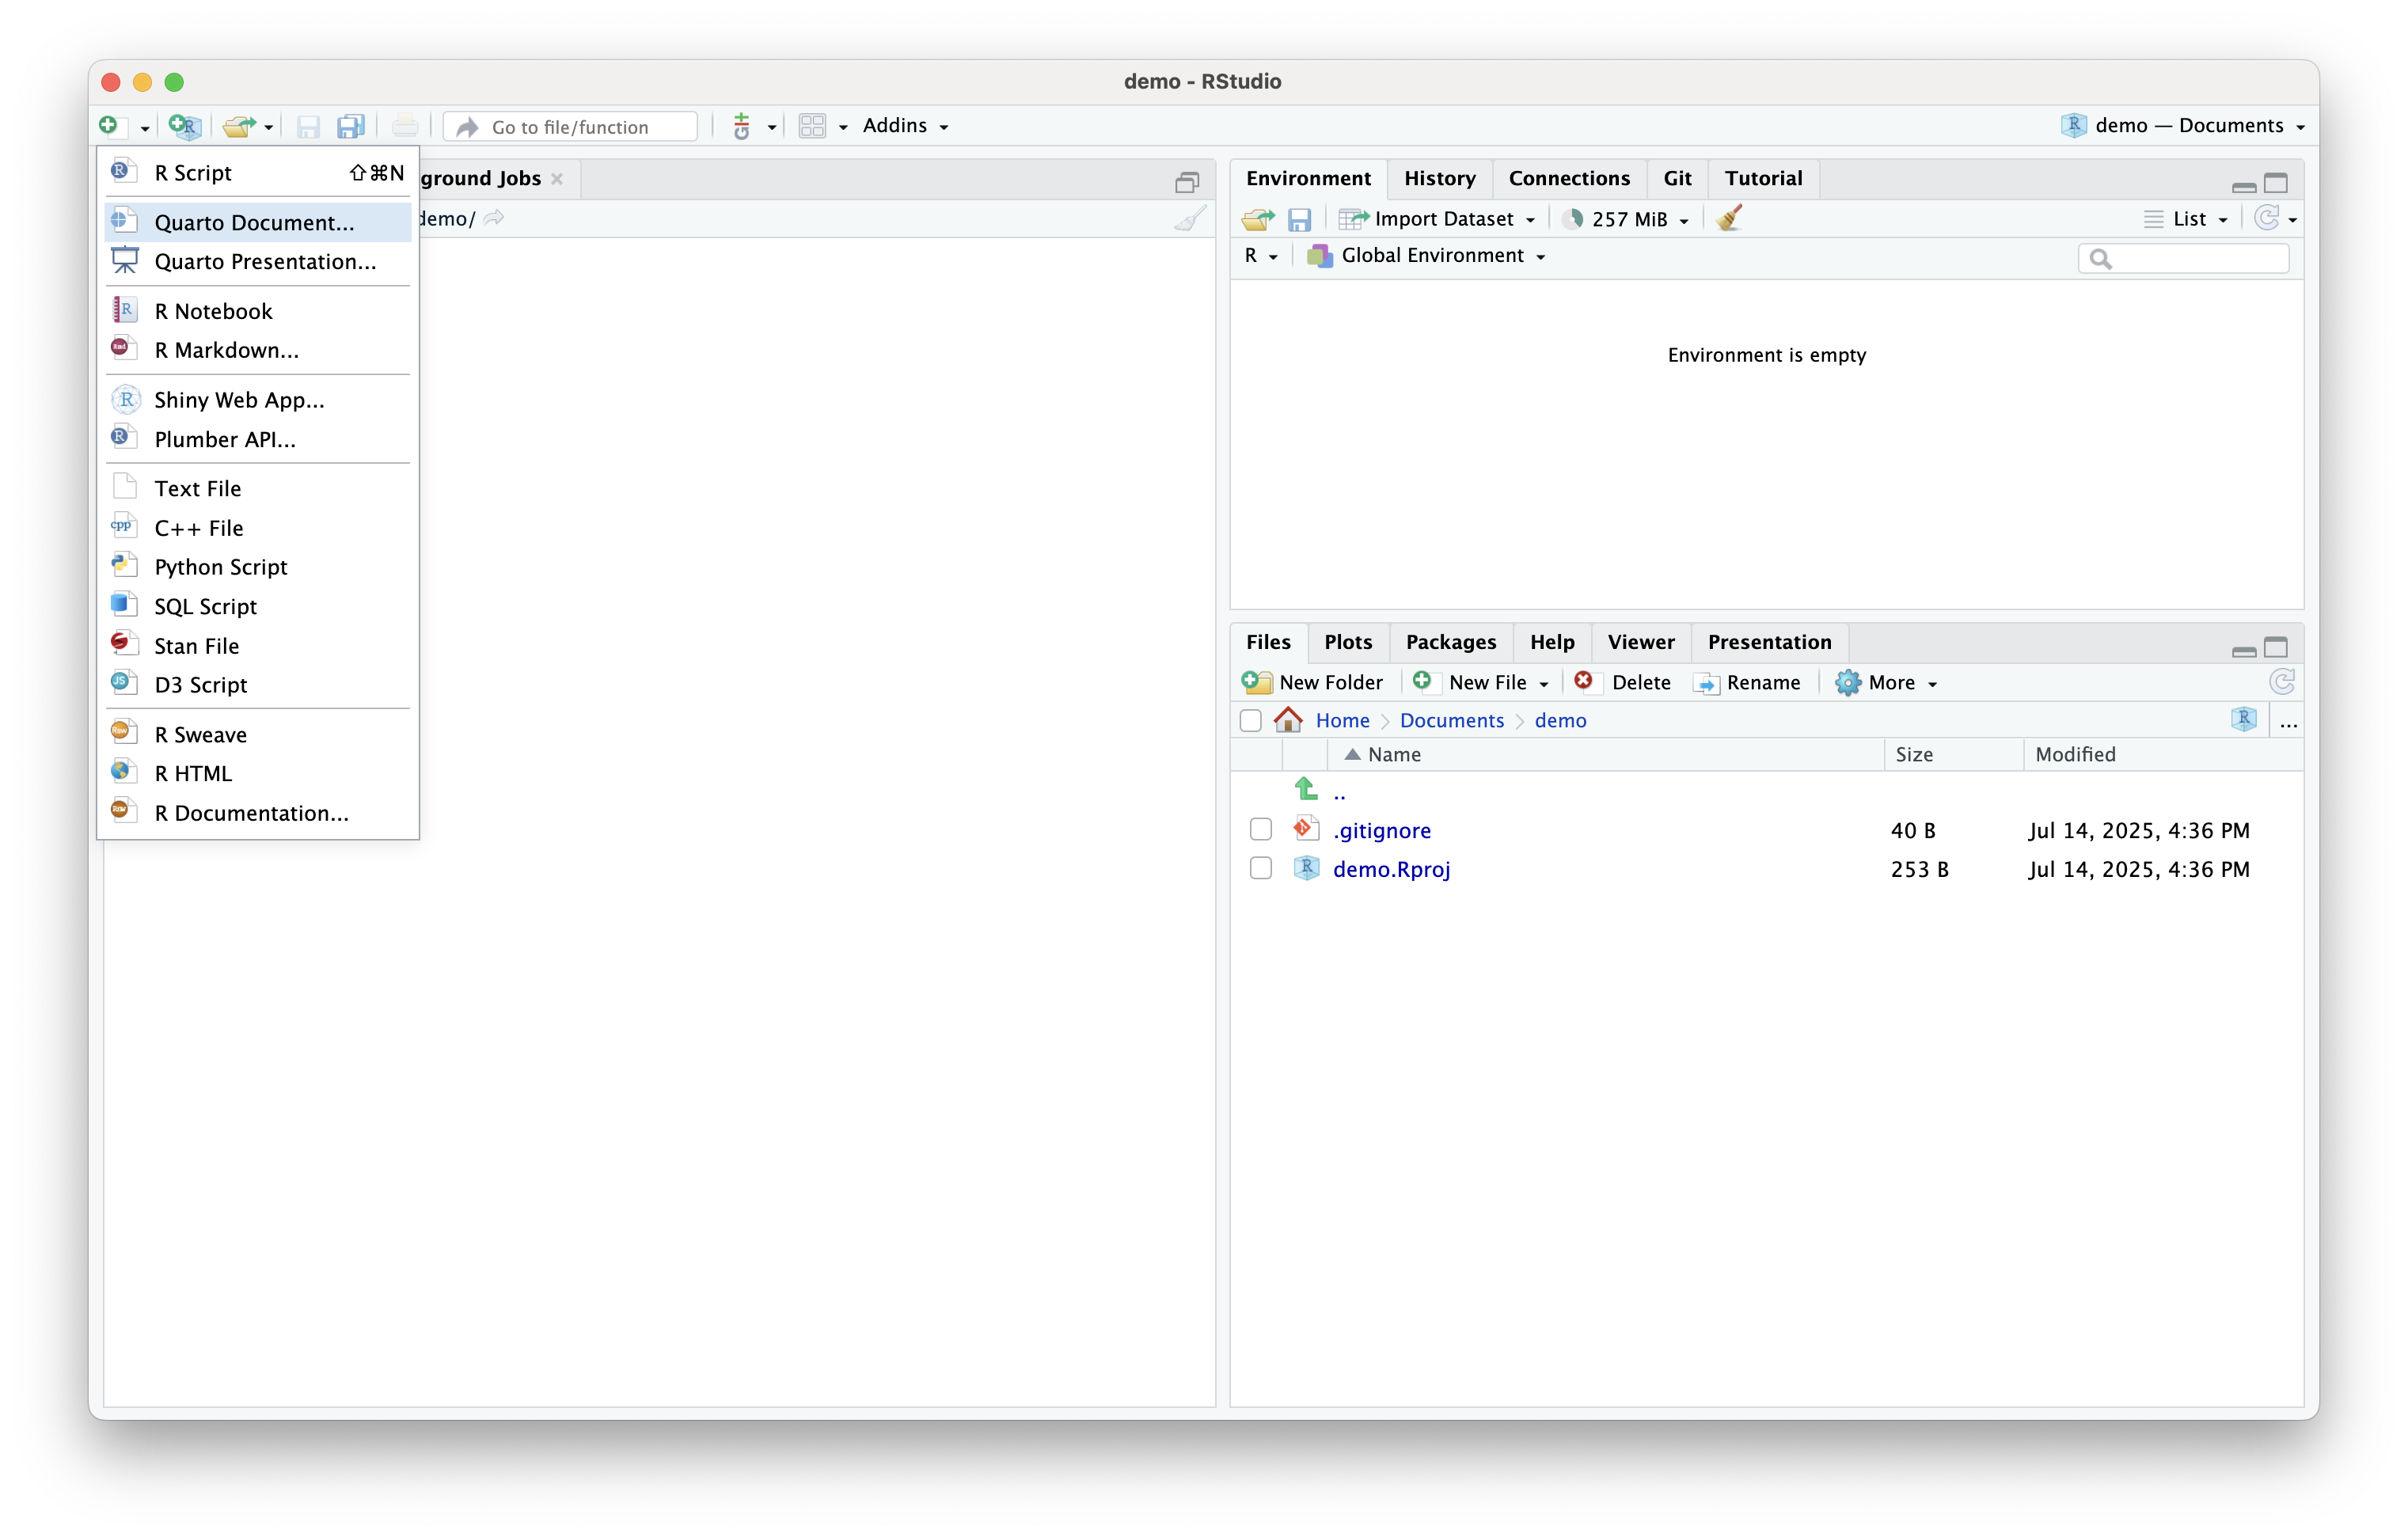 demo - RStudio
Go to file/function
Addins
demo — Documents
R Script ⇧⌘N
Quarto Document...
Quarto Presentation...
R Notebook
R Markdown...
Shiny Web App...
Plumber API...
Text File
C++ File
Python Script
SQL Script
Stan File
D3 Script
R Sweave
R HTML
R Documentation...
ground Jobs
demo/
Environment History Connections Git Tutorial
Import Dataset 257 MiB List
R Global Environment
Environment is empty
Files Plots Packages Help Viewer Presentation
New Folder New File Delete Rename More
Home Documents demo ...
Name Size Modified
..
.gitignore 40 B Jul 14, 2025, 4:36 PM
demo.Rproj 253 B Jul 14, 2025, 4:36 PM